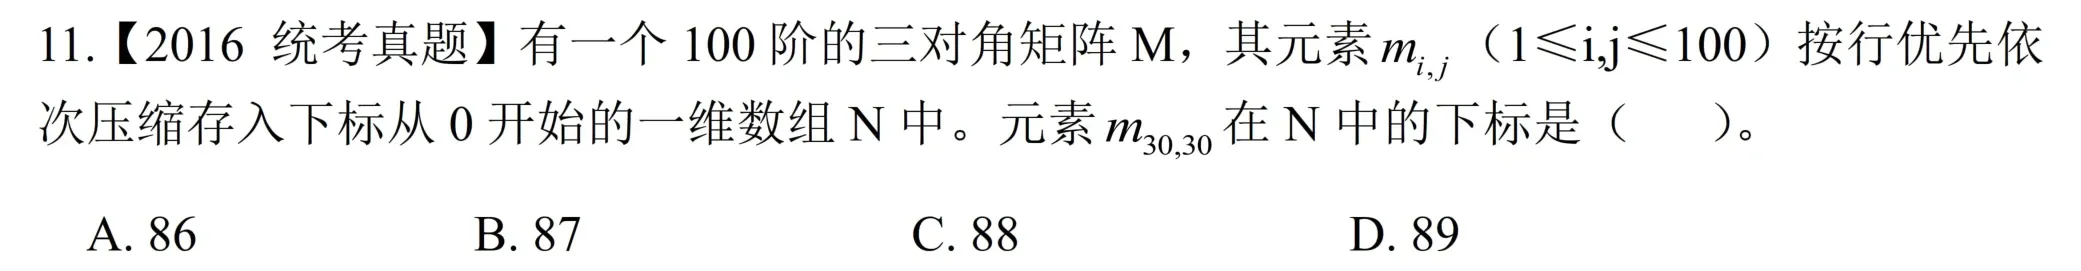 11.【2016 统考真题】有一个 100 阶的三对角矩阵 M，其元素 m_{i,j}（1≤i,j≤100）按行优先依
次压缩存入下标从 0 开始的一维数组 N 中。元素 m_{30,30} 在 N 中的下标是（　　）。
A. 86 B. 87 C. 88 D. 89